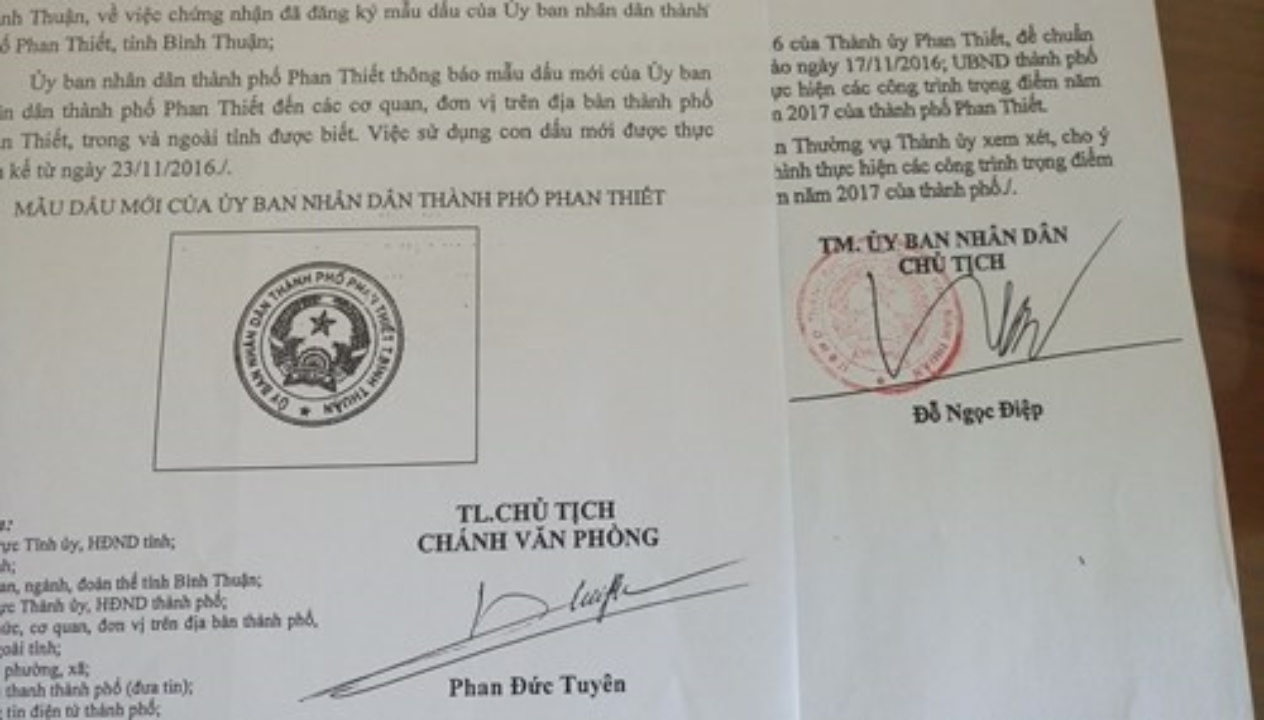 nh Thuận, về việc chứng nhận đã đăng ký mẫu dấu của Ủy ban nhân dân thành
ố Phan Thiết, tỉnh Bình Thuận;
Ủy ban nhân dân thành phố Phan Thiết thông báo mẫu dấu mới của Ủy ban
ân dân thành phố Phan Thiết đến các cơ quan, đơn vị trên địa bàn thành phố
n Thiết, trong và ngoài tỉnh được biết. Việc sử dụng con dấu mới được thực
kể từ ngày 23/11/2016./.
MẪU DẤU MỚI CỦA ỦY BAN NHÂN DÂN THÀNH PHỐ PHAN THIẾT
ỦY BAN NHÂN DÂN THÀNH PHỐ PHAN THIẾT T.BÌNH THUẬN
TL.CHỦ TỊCH
CHÁNH VĂN PHÒNG
Phan Đức Tuyên
ực Tỉnh ủy, HĐND tỉnh;
h;
an, ngành, đoàn thể tỉnh Bình Thuận;
ực Thành ủy, HĐND thành phố;
ức, cơ quan, đơn vị trên địa bàn thành phố,
goài tỉnh;
phường, xã;
thanh thành phố (đưa tin);
tin điện tử thành phố;
6 của Thành ủy Phan Thiết, để chuẩn
ào ngày 17/11/2016; UBND thành phố
ực hiện các công trình trọng điểm năm
n 2017 của thành phố Phan Thiết.
n Thường vụ Thành ủy xem xét, cho ý
hình thực hiện các công trình trọng điểm
n năm 2017 của thành phố./.
TM. ỦY BAN NHÂN DÂN
CHỦ TỊCH
Đỗ Ngọc Điệp